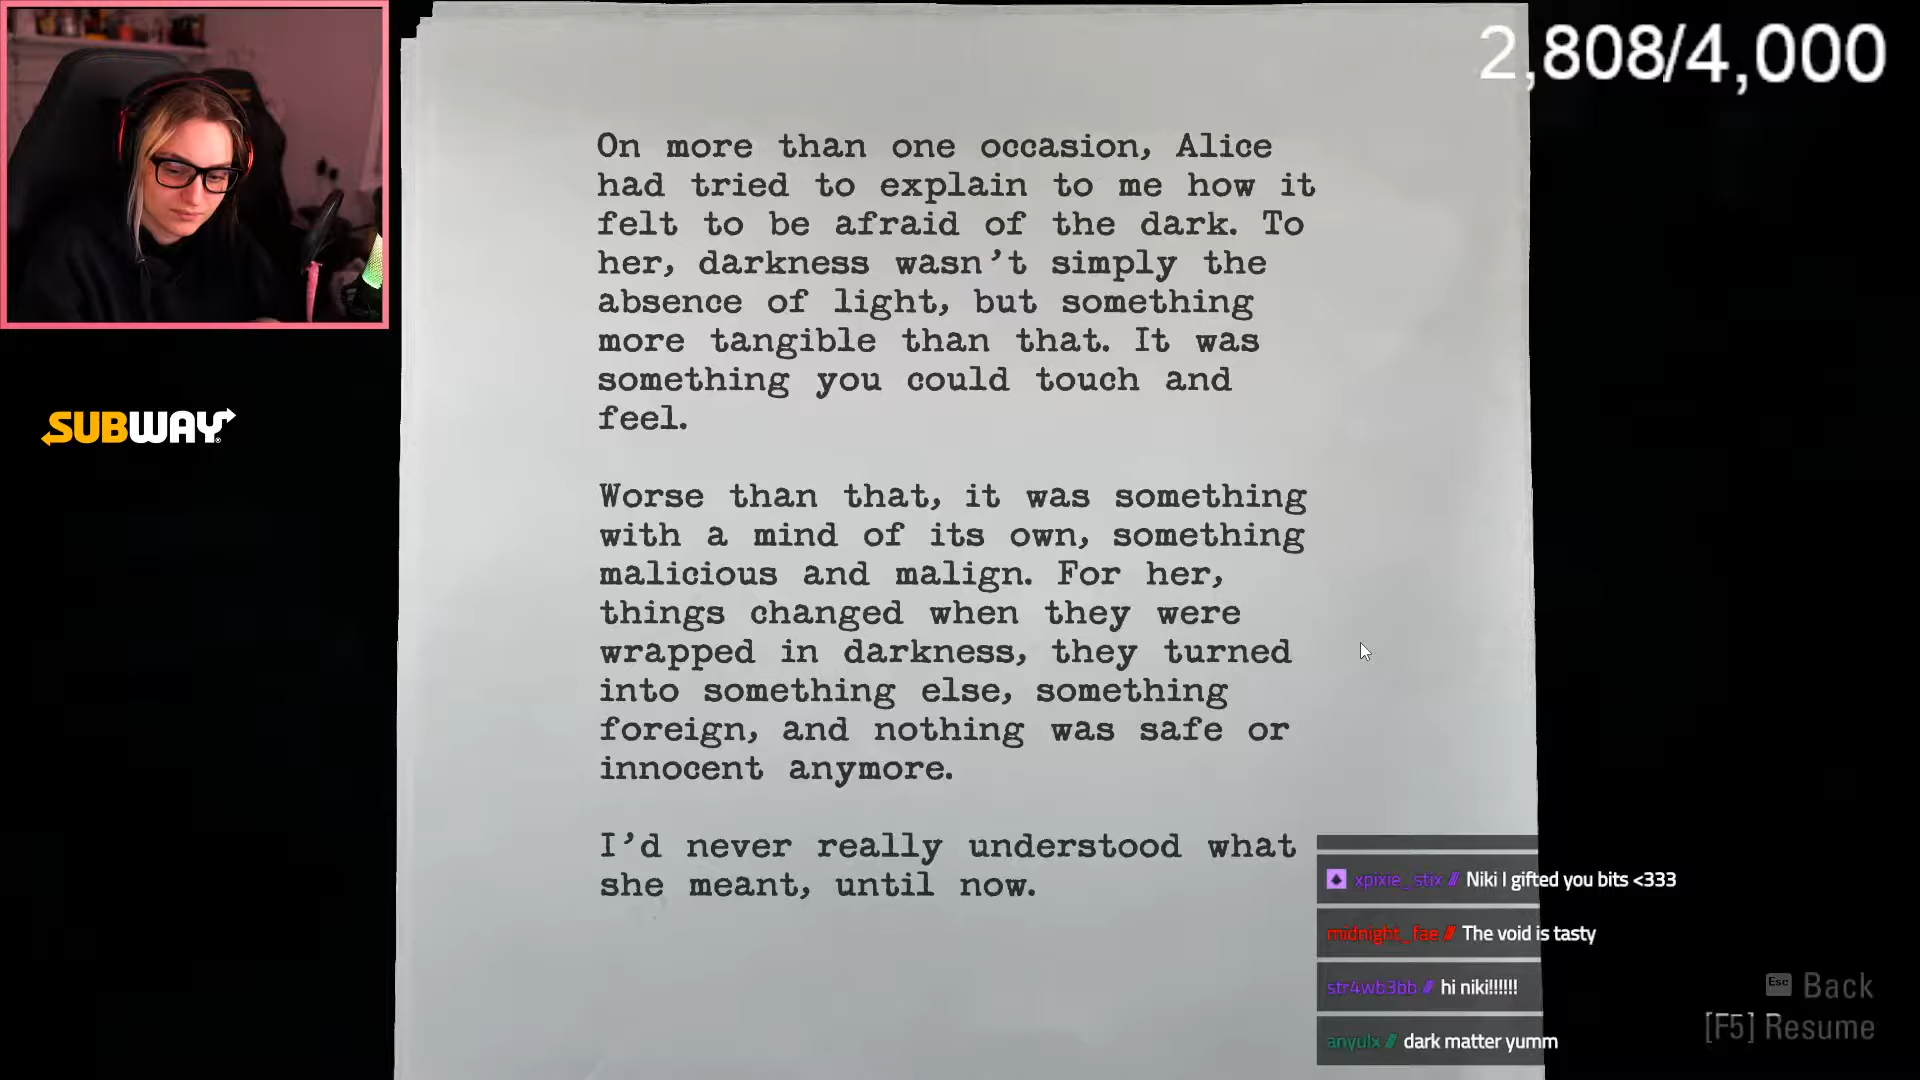 2,808/4,000
On more than one occasion, Alice
had tried to explain to me how it
felt to be afraid of the dark. To
her, darkness wasn't simply the
absence of light, but something
more tangible than that. It was
something you could touch and
feel.
Worse than that, it was something
with a mind of its own, something
malicious and malign. For her,
things changed when they were
wrapped in darkness, they turned
into something else, something
foreign, and nothing was safe or
innocent anymore.
I'd never really understood what
she meant, until now.
SUBWAY
xpixie_stix // Niki I gifted you bits <333
midnight_fae // The void is tasty
str4wb3bb // hi niki!!!!!!
anyulx // dark matter yumm
Esc Back
[F5] Resume